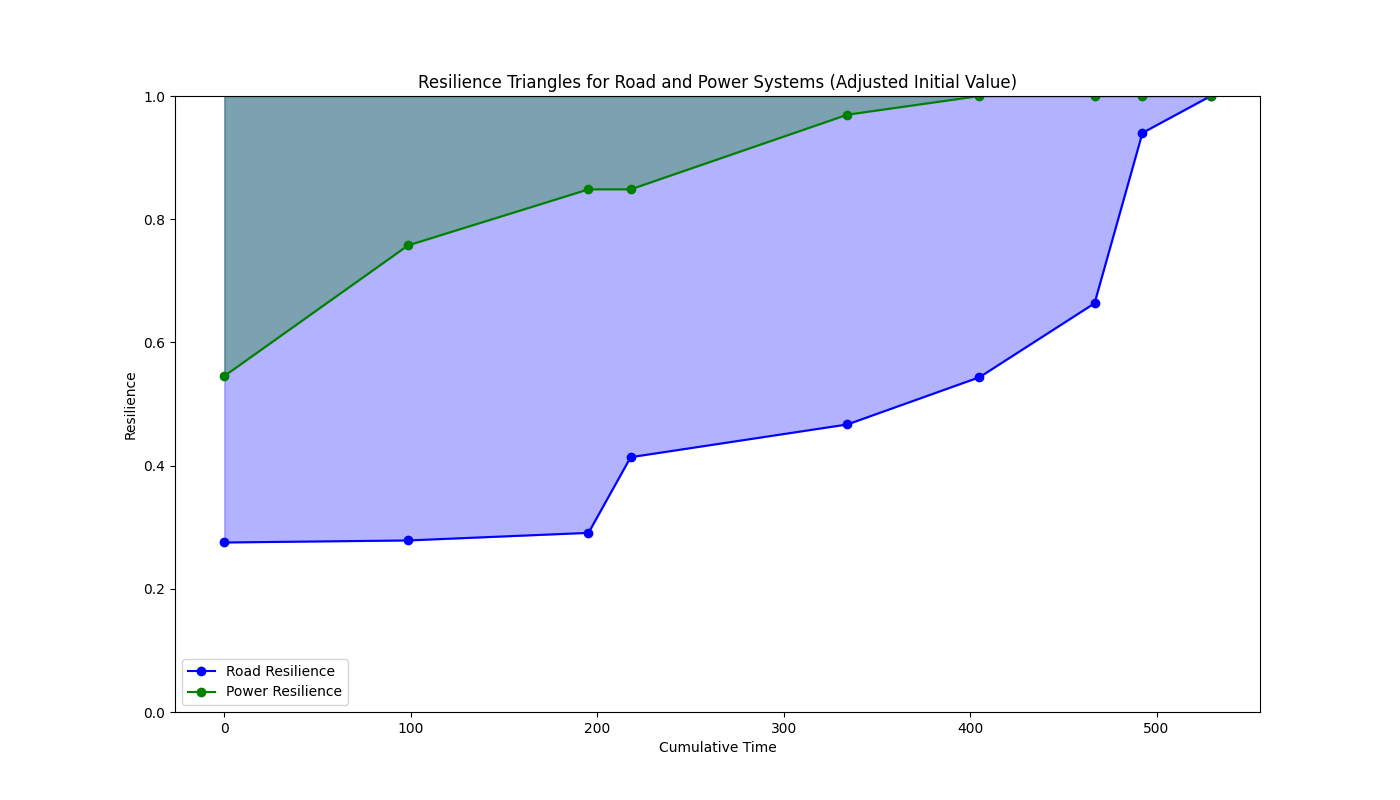 Resilience Triangles for Road and Power Systems (Adjusted Initial Value)
1.0
0.8
0.6
0.4
0.2
0.0
Resilience
Road Resilience
Power Resilience
0 100 200 300 400 500
Cumulative Time